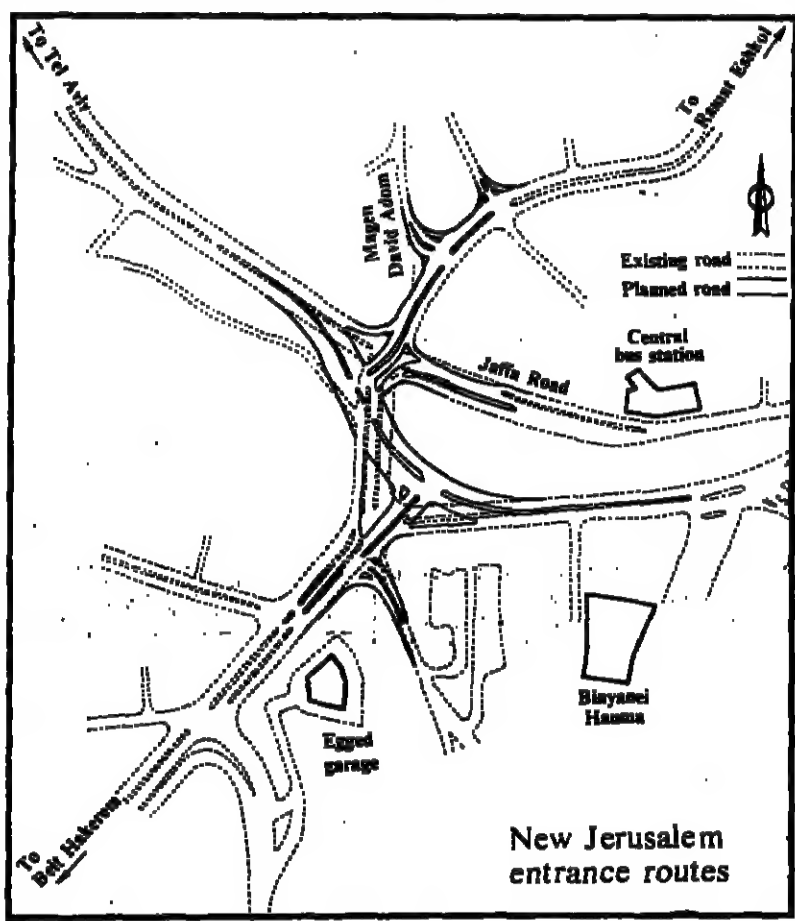 To Tel Aviv
To
Ramat Eshkol
Magen
David Adom
Existing road
Planned road
Central
bus station
Jaffa Road
Binyanei
Hauma
Egged
garage
To
Beit Hakerem
New Jerusalem
entrance routes